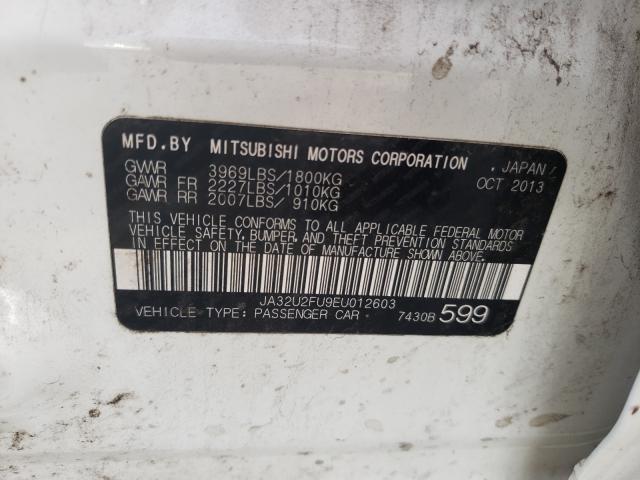 MFD.BY MITSUBISHI MOTORS CORPORATION , JAPAN
GVWR 3969LBS/1800KG OCT 2013
GAWR FR 2227LBS/1010KG
GAWR RR 2007LBS/ 910KG
THIS VEHICLE CONFORMS TO ALL APPLICABLE FEDERAL MOTOR
VEHICLE SAFETY, BUMPER, AND THEFT PREVENTION STANDARDS
IN EFFECT ON THE DATE OF MANUFACTURE SHOWN ABOVE.
JA32U2FU9EU012603
VEHICLE TYPE: PASSENGER CAR 7430B 599